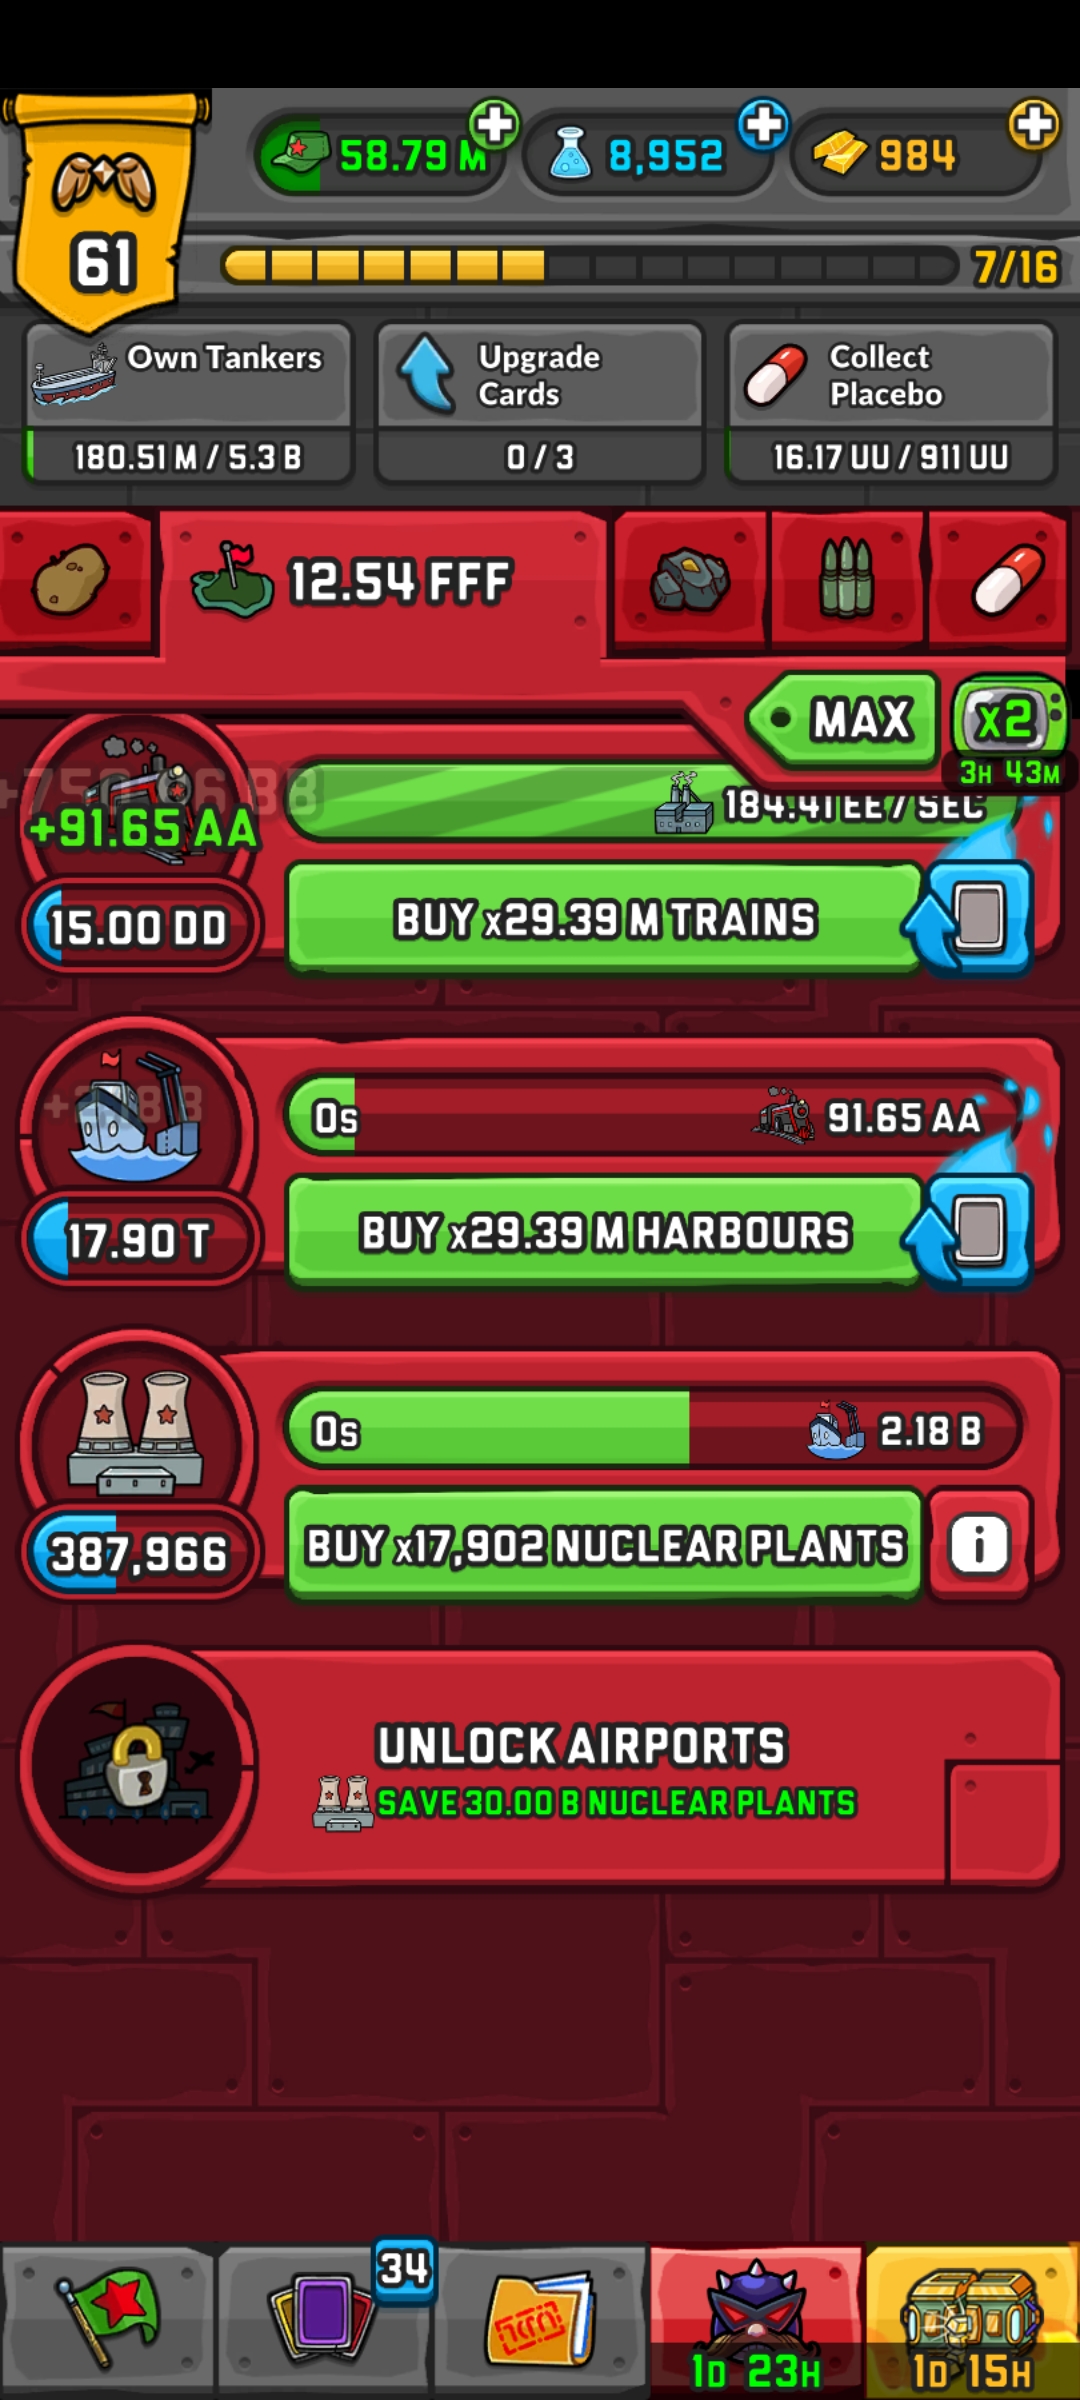 58.79 M
8,952
984
61
7/16
Own Tankers
180.51 M / 5.3 B
Upgrade
Cards
0 / 3
Collect
Placebo
16.17 UU / 911 UU
12.54 FFF
MAX
x2
3H 43M
+91.65 AA
184.41 EE / SEC
15.00 DD
BUY x29.39 M TRAINS
0s
91.65 AA
17.90 T
BUY x29.39 M HARBOURS
0s
2.18 B
387,966
BUY x17,902 NUCLEAR PLANTS
i
UNLOCK AIRPORTS
SAVE 30.00 B NUCLEAR PLANTS
34
1D 23H
1D 15H